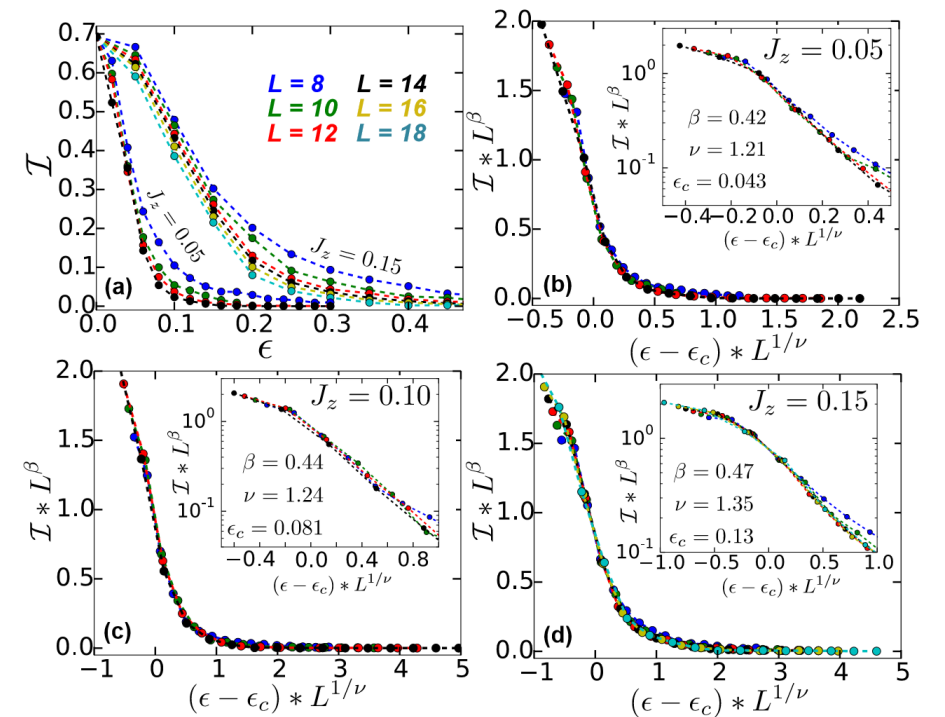 (a)
0.7
0.6
0.5
0.4
0.3
0.2
0.1
0.0
I
L = 8
L = 14
L = 10
L = 16
L = 12
L = 18
J_z = 0.05
J_z = 0.15
0.0 0.1 0.2 0.3 0.4
ϵ
(b)
2.0
1.5
1.0
0.5
0.0
I * L^β
J_z = 0.05
10^0
10^{-1}
I * L^β
β = 0.42
ν = 1.21
ϵ_c = 0.043
−0.4 −0.2 0.0 0.2 0.4
(ϵ − ϵ_c) * L^{1/ν}
−0.5 0.0 0.5 1.0 1.5 2.0 2.5
(ϵ − ϵ_c) * L^{1/ν}
(c)
2.0
1.5
1.0
0.5
0.0
I * L^β
J_z = 0.10
10^0
10^{-1}
I * L^β
β = 0.44
ν = 1.24
ϵ_c = 0.081
−0.4 0.0 0.4 0.8
(ϵ − ϵ_c) * L^{1/ν}
−1 0 1 2 3 4 5
(ϵ − ϵ_c) * L^{1/ν}
(d)
2.0
1.5
1.0
0.5
0.0
I * L^β
J_z = 0.15
10^0
10^{-1}
I * L^β
β = 0.47
ν = 1.35
ϵ_c = 0.13
−1.0 −0.5 0.0 0.5 1.0
(ϵ − ϵ_c) * L^{1/ν}
−1 0 1 2 3 4 5
(ϵ − ϵ_c) * L^{1/ν}